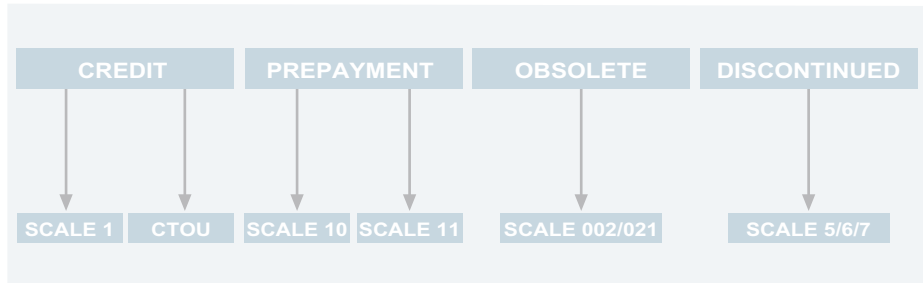 CREDIT
PREPAYMENT
OBSOLETE
DISCONTINUED
SCALE 1
CTOU
SCALE 10
SCALE 11
SCALE 002/021
SCALE 5/6/7